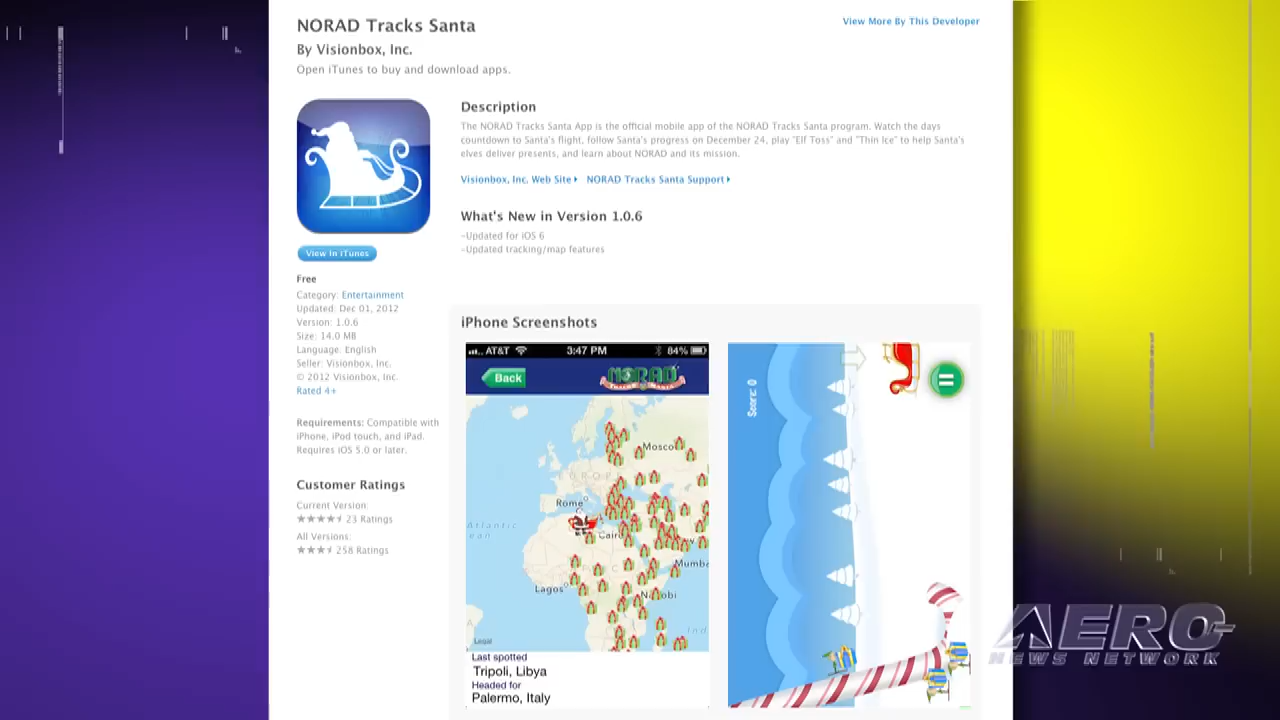 NORAD Tracks Santa
View More By This Developer
By Visionbox, Inc.
Open iTunes to buy and download apps.
Description
The NORAD Tracks Santa App is the official mobile app of the NORAD Tracks Santa program. Watch the days
countdown to Santa's flight, follow Santa's progress on December 24, play "Elf Toss" and "Thin Ice" to help Santa's
elves deliver presents, and learn about NORAD and its mission.
Visionbox, Inc. Web Site
NORAD Tracks Santa Support
What's New in Version 1.0.6
-Updated for iOS 6
-Updated tracking/map features
View In iTunes
Free
Category: Entertainment
Updated: Dec 01, 2012
Version: 1.0.6
Size: 14.0 MB
Language: English
Seller: Visionbox, Inc.
© 2012 Visionbox, Inc.
Rated 4+
Requirements: Compatible with
iPhone, iPod touch, and iPad.
Requires iOS 5.0 or later.
Customer Ratings
Current Version:
23 Ratings
All Versions:
258 Ratings
iPhone Screenshots
AT&T 3:47 PM 84%
Back
NORAD
TRACKS SANTA
Moscow
EUROPE
Rome
Atlantic
Cairo
Mumba
Lagos
Nairobi
Ind
Legal
Last spotted
Tripoli, Libya
Headed for
Palermo, Italy
Score: 0
AERO-
NEWS NETWORK